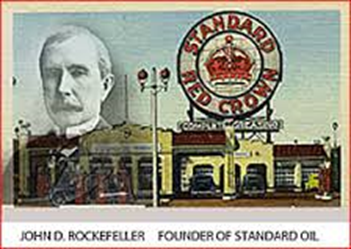 STANDARD
RED CROWN
JOHN D. ROCKEFELLER FOUNDER OF STANDARD OIL